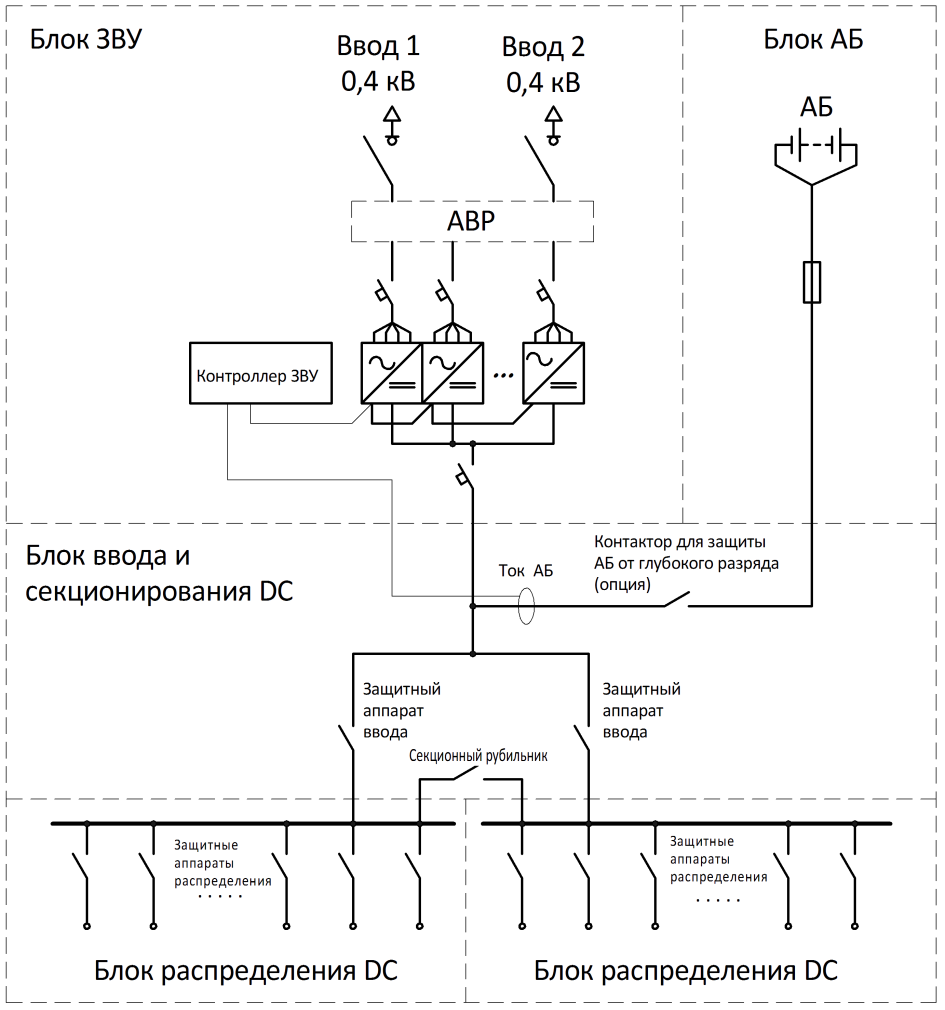 Блок ЗВУ
Ввод 1
0,4 кВ
Ввод 2
0,4 кВ
Блок АБ
АБ
АВР
Контроллер ЗВУ
Блок ввода и
секционирования DC
Ток АБ
Контактор для защиты
АБ от глубокого разряда
(опция)
Защитный
аппарат
ввода
Защитный
аппарат
ввода
Секционный рубильник
Защитные
аппараты
распределения
.....
Защитные
аппараты
распределения
.....
Блок распределения DC
Блок распределения DC